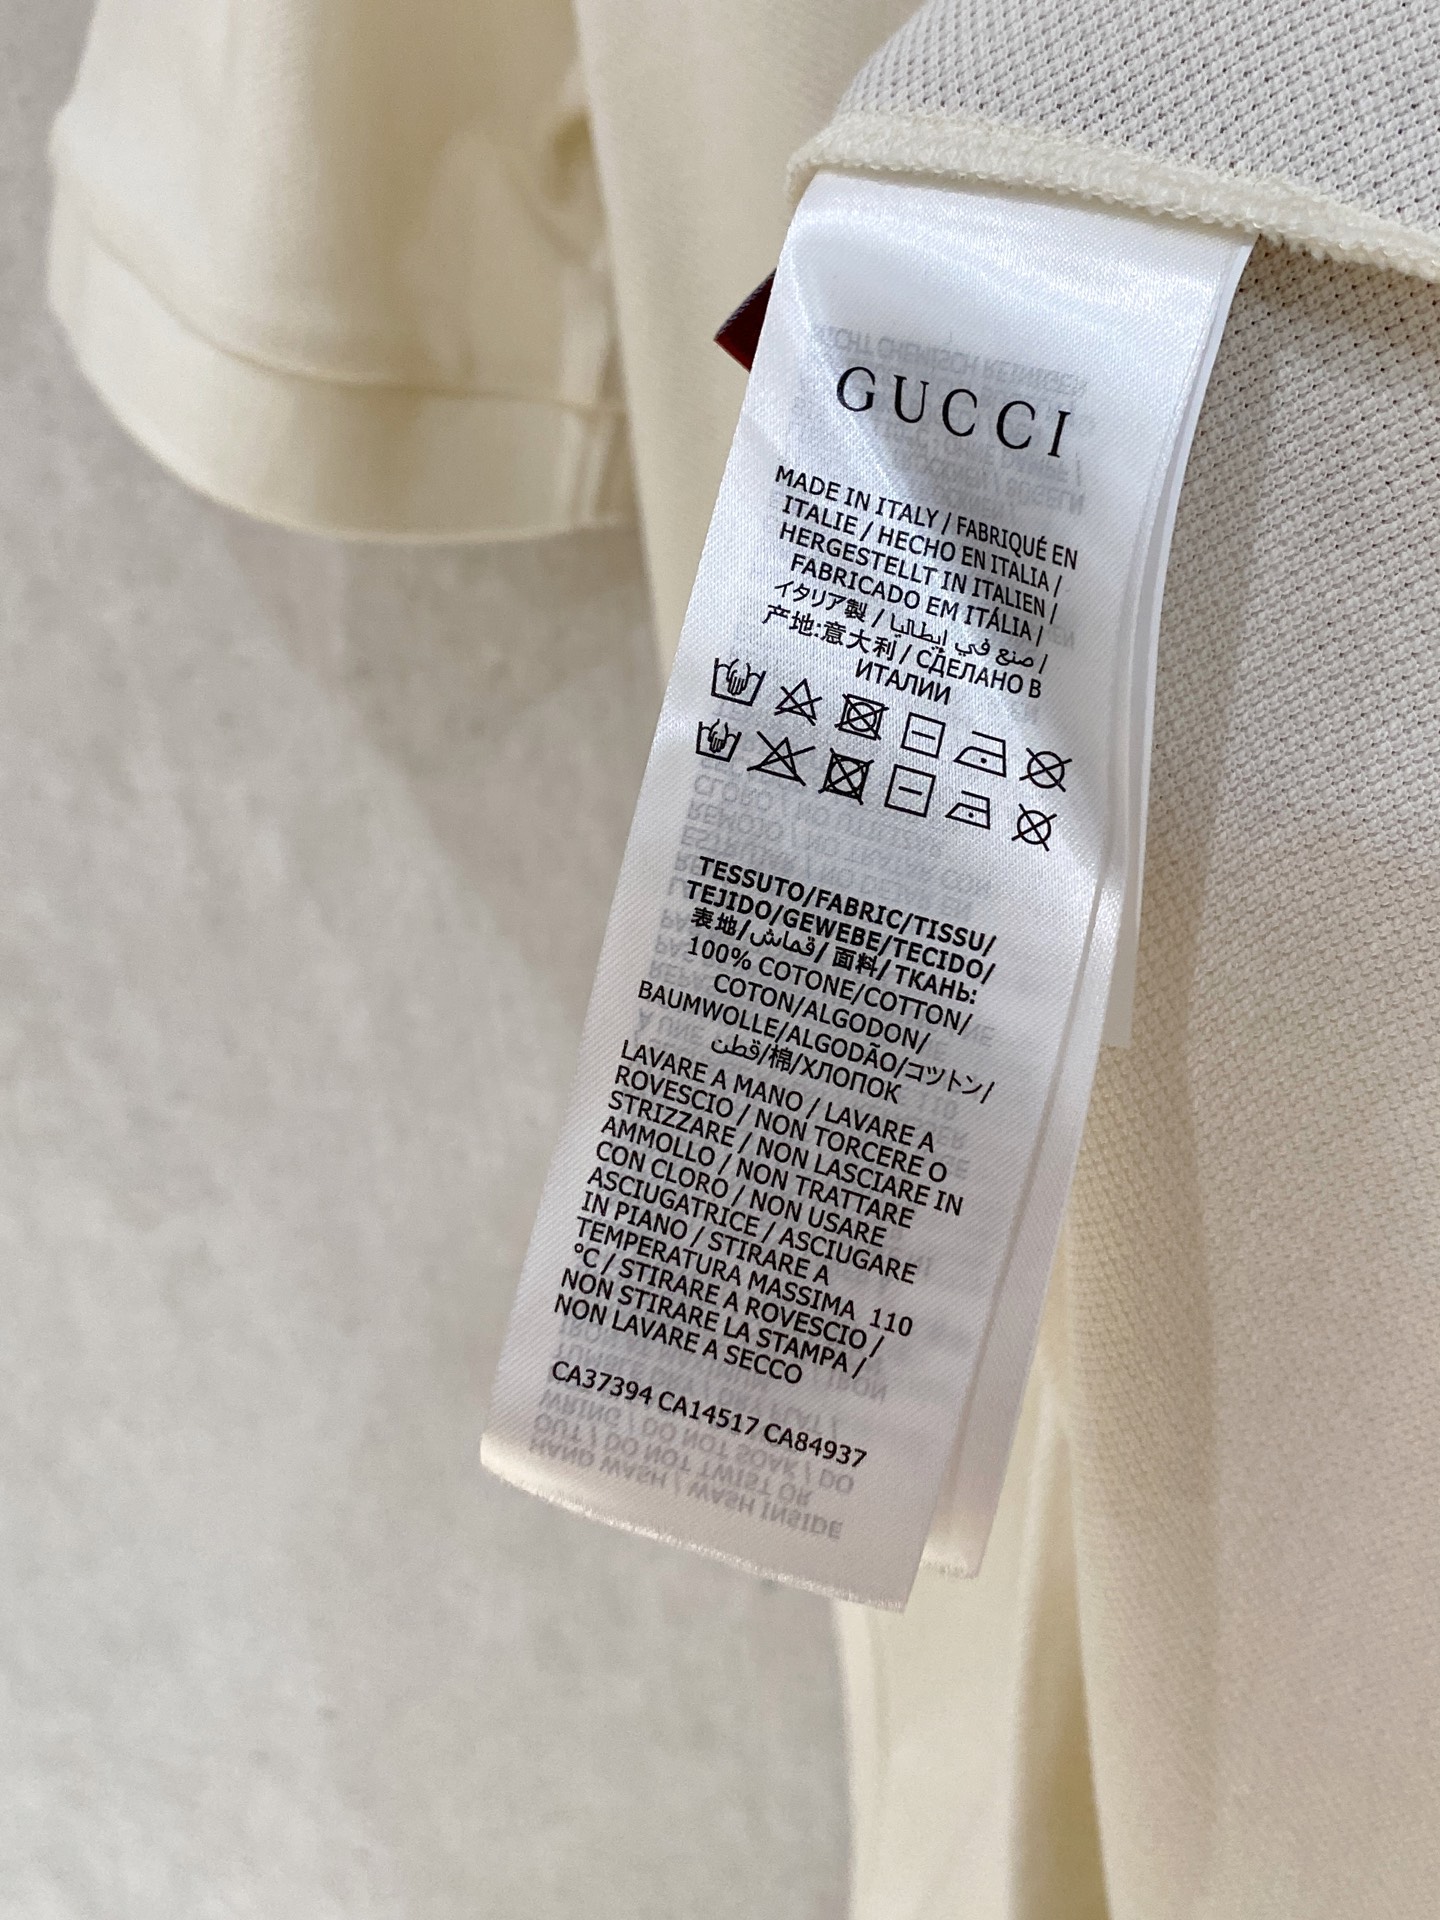 GUCCI
MADE IN ITALY / FABRIQUÉ EN
ITALIE / HECHO EN ITALIA /
HERGESTELLT IN ITALIEN /
FABRICADO EM ITÁLIA /
イタリア製 / صنع في إيطاليا /
产地:意大利 / СДЕЛАНО В
ИТАЛИИ
TESSUTO/FABRIC/TISSU/
TEJIDO/GEWEBE/TECIDO/
表地/قماش/面料/ТКАНЬ:
100% COTONE/COTTON/
COTON/ALGODON/
BAUMWOLLE/ALGODÃO/コットン/
قطن/棉/ХЛОПОК
LAVARE A MANO / LAVARE A
ROVESCIO / NON TORCERE O
STRIZZARE / NON LASCIARE IN
AMMOLLO / NON TRATTARE
CON CLORO / NON USARE
ASCIUGATRICE / ASCIUGARE
IN PIANO / STIRARE A
TEMPERATURA MASSIMA 110
°C / STIRARE A ROVESCIO /
NON STIRARE LA STAMPA /
NON LAVARE A SECCO
CA37394 CA14517 CA84937